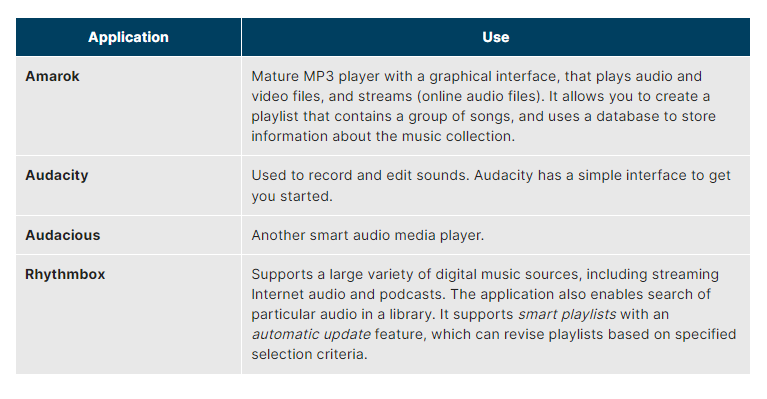 Application Use
Amarok
Mature MP3 player with a graphical interface, that plays audio and
video files, and streams (online audio files). It allows you to create a
playlist that contains a group of songs, and uses a database to store
information about the music collection.
Audacity
Used to record and edit sounds. Audacity has a simple interface to get
you started.
Audacious
Another smart audio media player.
Rhythmbox
Supports a large variety of digital music sources, including streaming
Internet audio and podcasts. The application also enables search of
particular audio in a library. It supports smart playlists with an
automatic update feature, which can revise playlists based on specified
selection criteria.